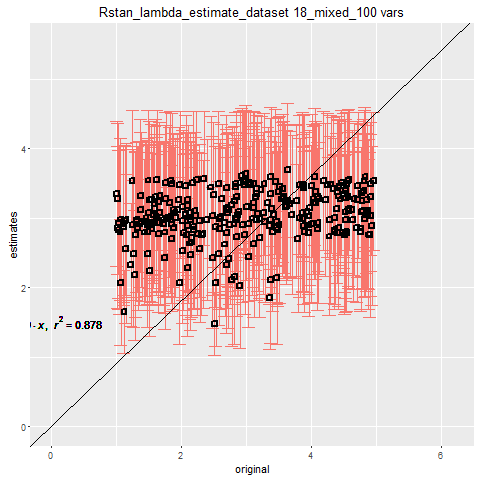 Rstan_lambda_estimate_dataset 18_mixed_100 vars
4
2
0
estimates
· x, r² = 0.878
0
2
4
6
original